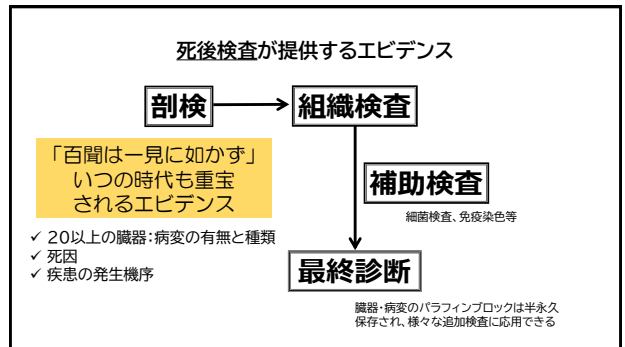 死後検査が提供するエビデンス
剖検
組織検査
「百聞は一見に如かず」
いつの時代も重宝
されるエビデンス
補助検査
細菌検査、免疫染色等
✓ 20以上の臓器：病変の有無と種類
✓ 死因
✓ 疾患の発生機序
最終診断
臓器・病変のパラフィンブロックは半永久
保存され、様々な追加検査に応用できる